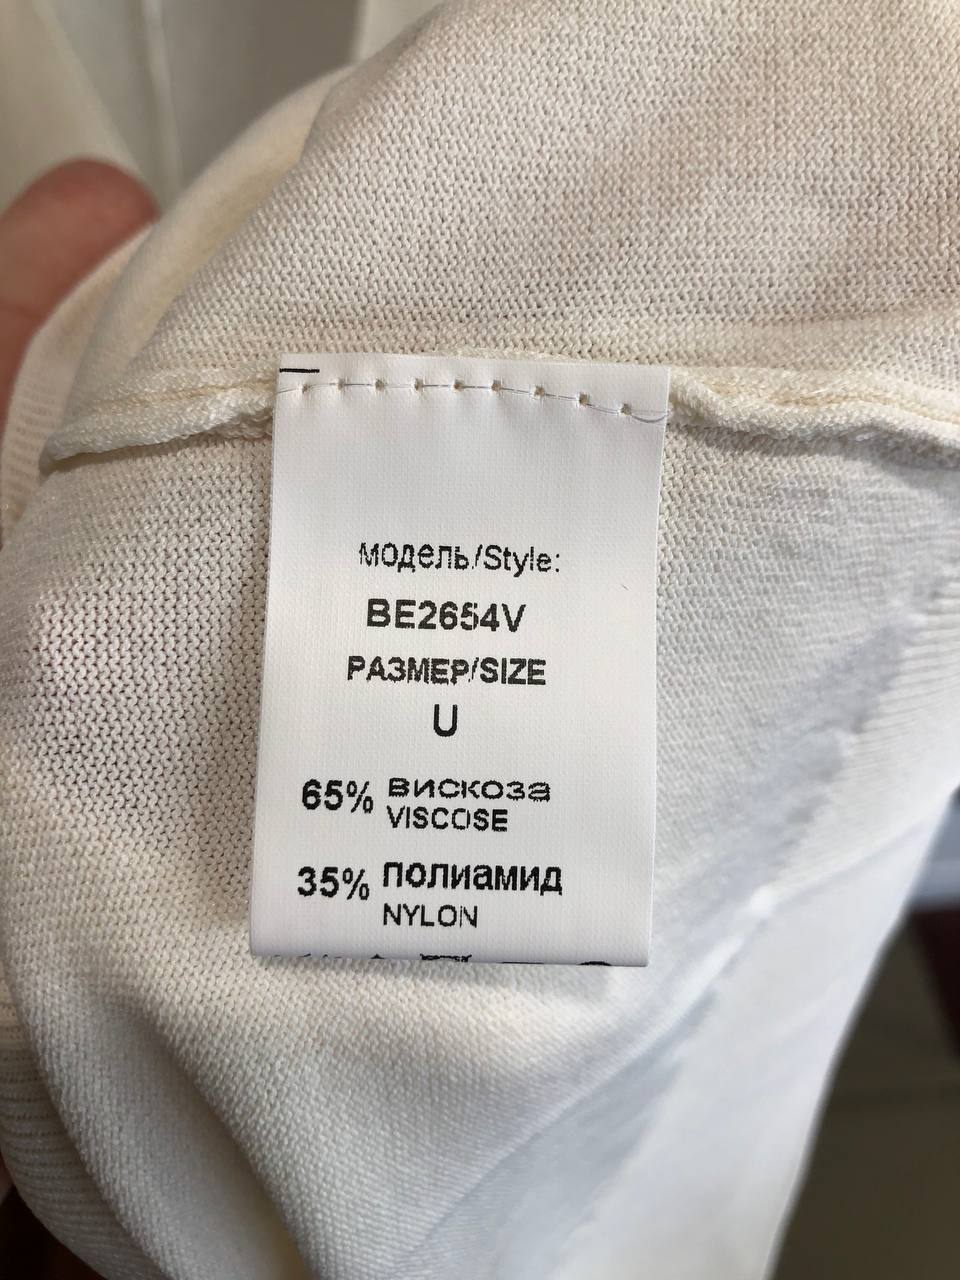 модель/Style:
BE2654V
РАЗМЕР/SIZE
U
65% вискоза
VISCOSE
35% полиамид
NYLON